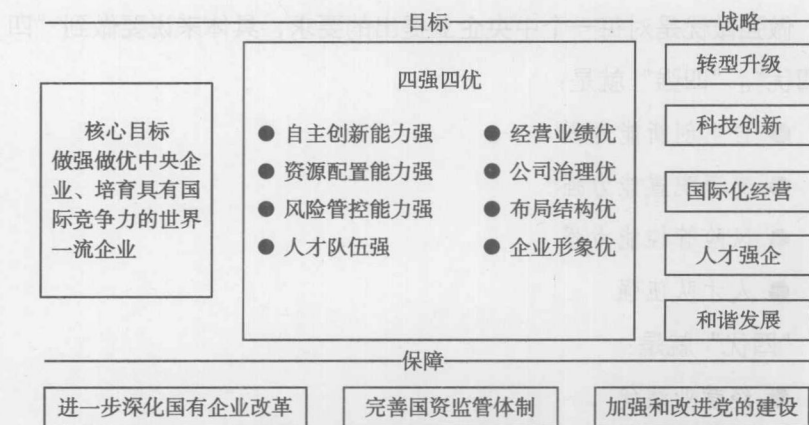 目标
战略
核心目标
做强做优中央企
业、培育具有国
际竞争力的世界
一流企业
四强四优
● 自主创新能力强
● 资源配置能力强
● 风险管控能力强
● 人才队伍强
● 经营业绩优
● 公司治理优
● 布局结构优
● 企业形象优
转型升级
科技创新
国际化经营
人才强企
和谐发展
保障
进一步深化国有企业改革
完善国资监管体制
加强和改进党的建设